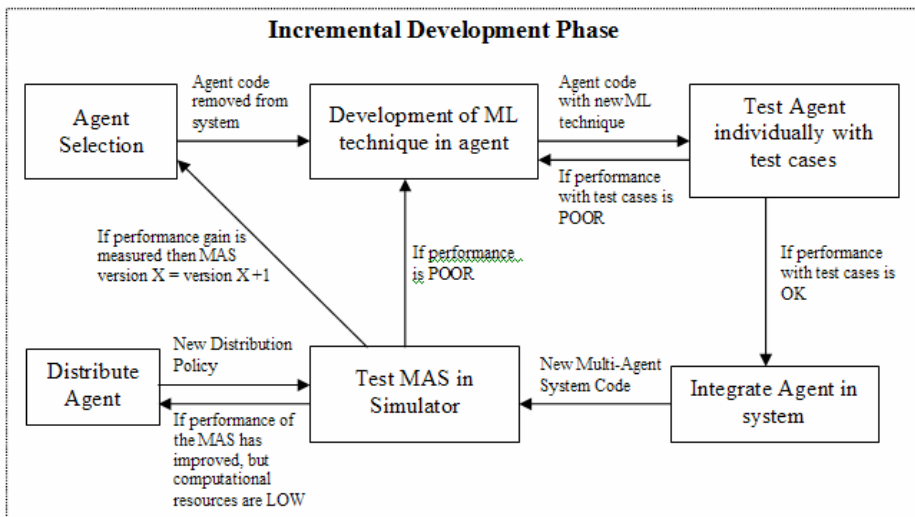 Incremental Development Phase
Agent
Selection
Agent code
removed from
system
Development of ML
technique in agent
Agent code
with new ML
technique
Test Agent
individually with
test cases
If performance
with test cases is
POOR
If performance gain is
measured then MAS
version X = version X+1
If performance
is POOR
If performance
with test cases is
OK
Distribute
Agent
New Distribution
Policy
Test MAS in
Simulator
New Multi-Agent
System Code
Integrate Agent in
system
If performance of
the MAS has
improved, but
computational
resources are LOW